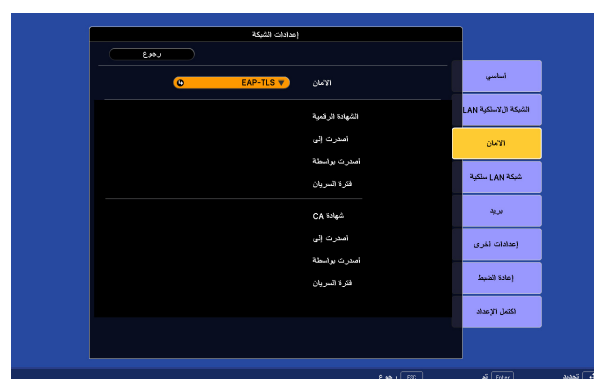 إعدادات الشبكة
رجوع
الامان
EAP-TLS
الشهادة الرقمية
أصدرت إلى
أصدرت بواسطة
فترة السريان
شهادة CA
أصدرت إلى
أصدرت بواسطة
فترة السريان
أساسي
الشبكة اللاسلكية LAN
الامان
شبكة LAN سلكية
بريد
إعدادات أخرى
إعادة الضبط
اكتمل الإعداد
تحديد
Enter تم
ESC رجوع